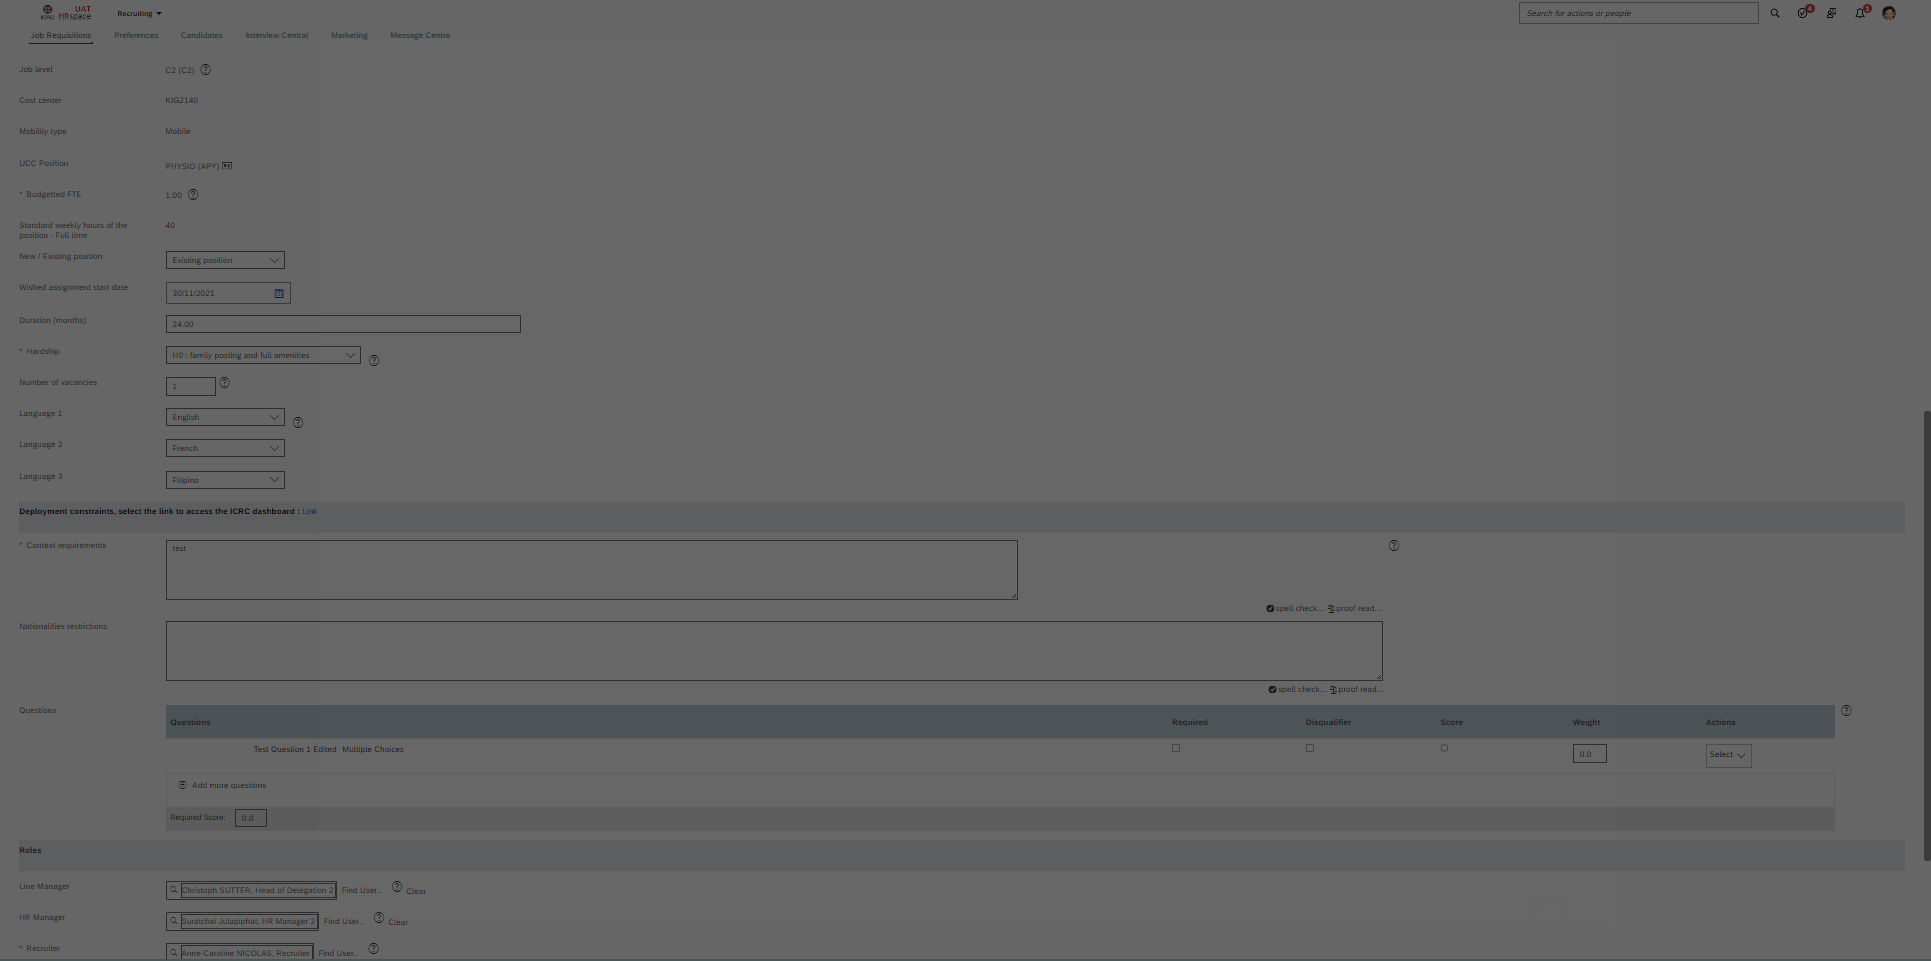 ICRC UAT HRspace
Recruiting
Search for actions or people
4
1
Job Requisitions Preferences Candidates Interview Central Marketing Message Centre
Job level C2 (C2)
Cost center KIG2140
Mobility type Mobile
UCC Position PHYSIO (APY)
* Budgetted FTE 1.00
Standard weekly hours of the position - Full time 40
New / Existing position Existing position
Wished assignment start date 30/11/2021
Duration (months) 24.00
* Hardship H0 : family posting and full amenities
Number of vacancies 1
Language 1 English
Language 2 French
Language 3 Filipino
Deployment constraints, select the link to access the ICRC dashboard : Link
* Context requirements test
spell check... proof read...
Nationalities restrictions
spell check... proof read...
Questions
Questions Required Disqualifier Score Weight Actions
Test Question 1 Edited Multiple Choices 0.0 Select
Add more questions
Required Score: 0.0
Roles
Line Manager Christoph SUTTER, Head of Delegation 2 Find User.. Clear
HR Manager Suratchai Julapiphat, HR Manager 2 Find User.. Clear
* Recruiter Anne-Caroline NICOLAS, Recruiter Find User..